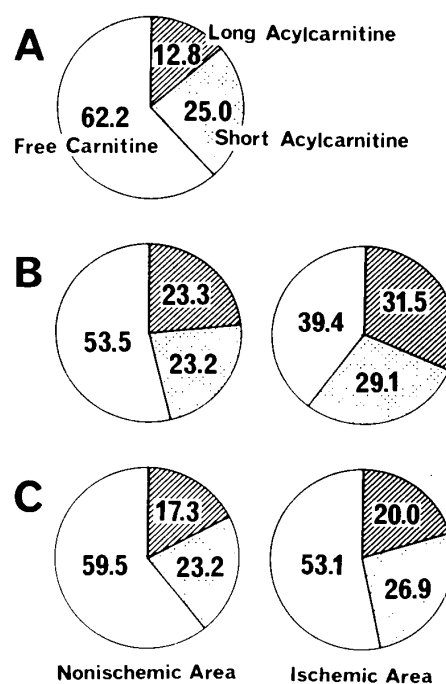 A
12.8
Long Acylcarnitine
62.2
25.0
Free Carnitine
Short Acylcarnitine
B
23.3
53.5
23.2
31.5
39.4
29.1
C
17.3
59.5
23.2
20.0
53.1
26.9
Nonischemic Area
Ischemic Area